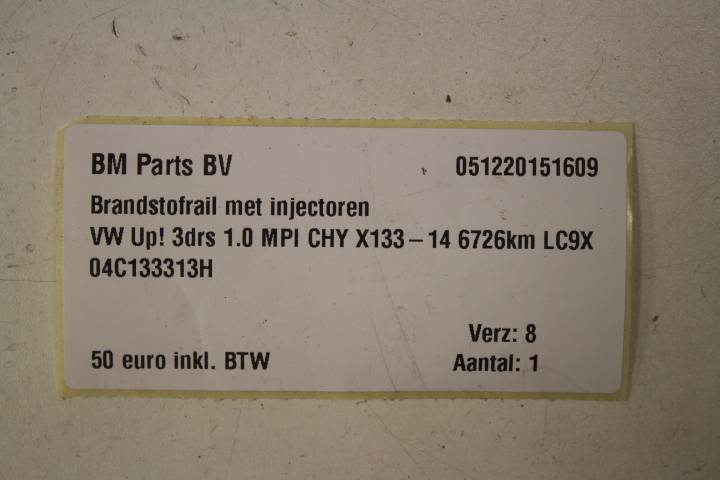 BM Parts BV 051220151609
Brandstofrail met injectoren
VW Up! 3drs 1.0 MPI CHY X133-14 6726km LC9X
04C133313H
Verz: 8
50 euro inkl. BTW Aantal: 1